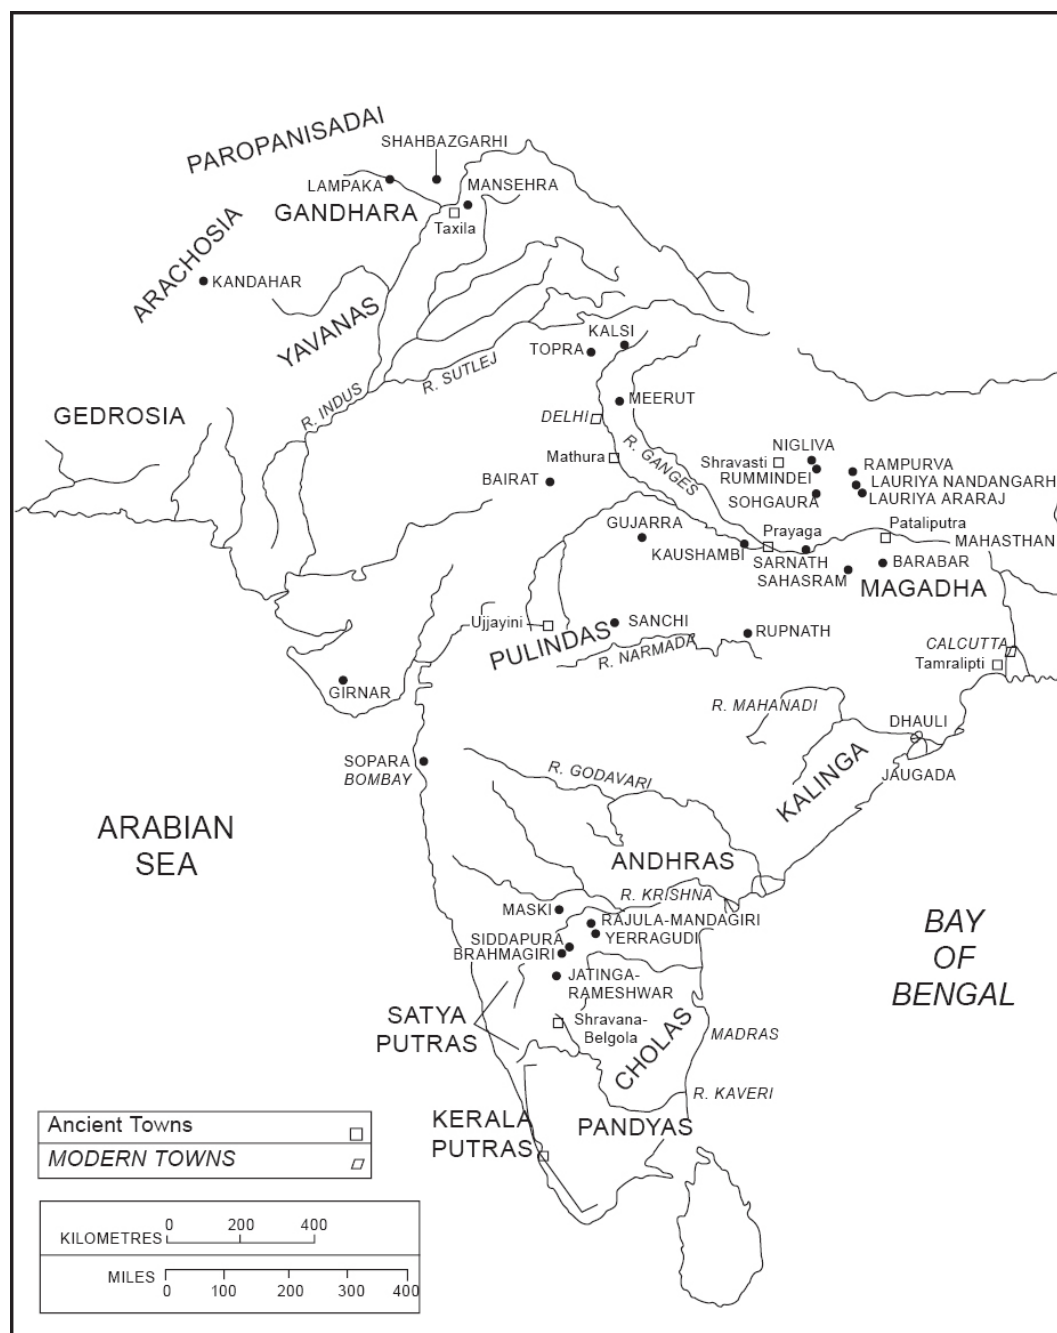 PAROPANISADAI
SHAHBAZGARHI
LAMPAKA
MANSEHRA
GANDHARA
Taxila
ARACHOSIA
KANDAHAR
YAVANAS
KALSI
TOPRA
R. SUTLEJ
R. INDUS
GEDROSIA
MEERUT
DELHI
R. GANGES
Mathura
NIGLIVA
Shravasti
RUMMINDEI
RAMPURVA
LAURIYA NANDANGARH
LAURIYA ARARAJ
SOHGAURA
BAIRAT
GUJARRA
KAUSHAMBI
Prayaga
Pataliputra
MAHASTHAN
SARNATH
SAHASRAM
BARABAR
MAGADHA
Ujjayini
PULINDAS
SANCHI
RUPNATH
R. NARMADA
CALCUTTA
Tamralipti
GIRNAR
R. MAHANADI
DHAULI
SOPARA
BOMBAY
R. GODAVARI
KALINGA
JAUGADA
ARABIAN
SEA
ANDHRAS
R. KRISHNA
MASKI
RAJULA-MANDAGIRI
YERRAGUDI
SIDDAPURA
BRAHMAGIRI
JATINGA-
RAMESHWAR
BAY
OF
BENGAL
SATYA
PUTRAS
Shravana-
Belgola
CHOLAS
MADRAS
R. KAVERI
KERALA
PUTRAS
PANDYAS
Ancient Towns
MODERN TOWNS
KILOMETRES
0 200 400
MILES
0 100 200 300 400